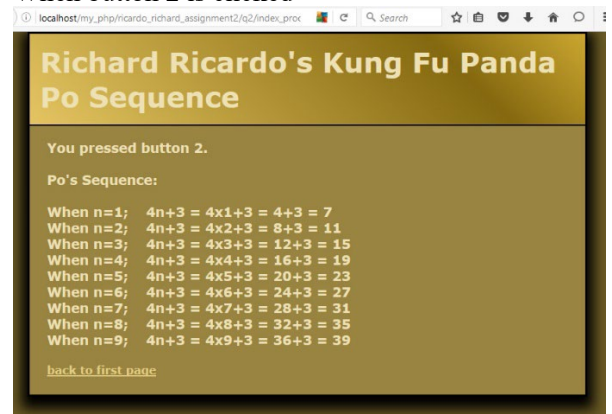 When button 2 is clicked
localhost/my_php/ricardo_richard_assignment2/q2/index_proc
Search
Richard Ricardo's Kung Fu Panda
Po Sequence
You pressed button 2.
Po's Sequence:
When n=1; 4n+3 = 4x1+3 = 4+3 = 7
When n=2; 4n+3 = 4x2+3 = 8+3 = 11
When n=3; 4n+3 = 4x3+3 = 12+3 = 15
When n=4; 4n+3 = 4x4+3 = 16+3 = 19
When n=5; 4n+3 = 4x5+3 = 20+3 = 23
When n=6; 4n+3 = 4x6+3 = 24+3 = 27
When n=7; 4n+3 = 4x7+3 = 28+3 = 31
When n=8; 4n+3 = 4x8+3 = 32+3 = 35
When n=9; 4n+3 = 4x9+3 = 36+3 = 39
back to first page